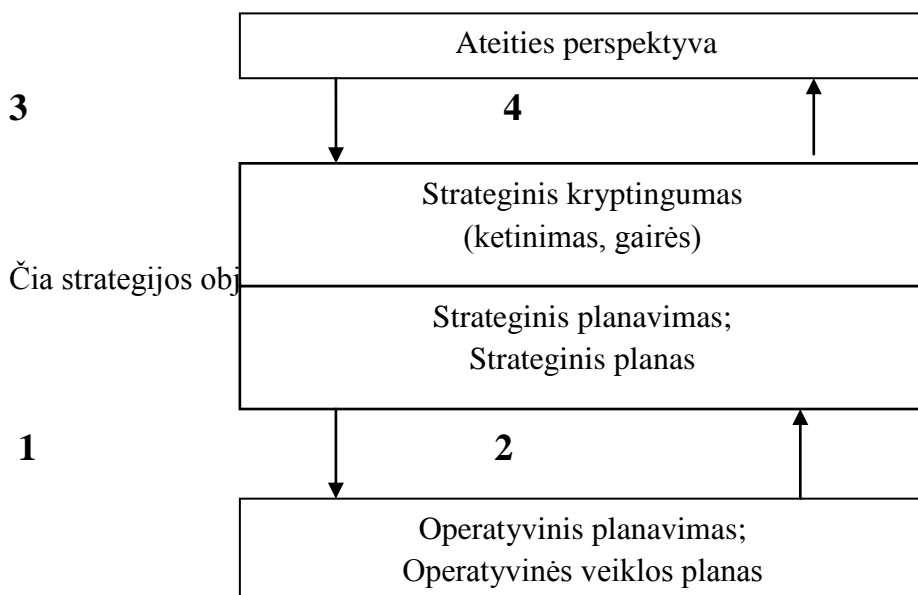 Ateities perspektyva
3 4
Strateginis kryptingumas
(ketinimas, gairės)
Čia strategijos obj
Strateginis planavimas;
Strateginis planas
1 2
Operatyvinis planavimas;
Operatyvinės veiklos planas